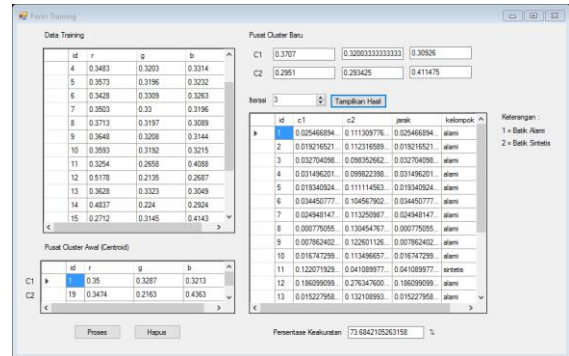 Form Training
Data Training
id r g b
4 0.3483 0.3203 0.3314
5 0.3573 0.3196 0.3232
6 0.3428 0.3309 0.3263
7 0.3503 0.33 0.3196
8 0.3713 0.3197 0.3089
9 0.3648 0.3208 0.3144
10 0.3593 0.3192 0.3215
11 0.3254 0.2658 0.4088
12 0.5178 0.2135 0.2687
13 0.3628 0.3323 0.3049
14 0.4837 0.224 0.2924
15 0.2712 0.3145 0.4143
Pusat Cluster Awal (Centroid)
id r g b
C1 1 0.35 0.3287 0.3213
C2 19 0.3474 0.2163 0.4363
Proses Hapus
Pusat Cluster Baru
C1 0.3707 0.32003333333333 0.30926
C2 0.2951 0.293425 0.411475
Iterasi 3 Tampilkan Hasil
id c1 c2 jarak kelompok
1 0.025466894... 0.111309776... 0.025466894... alami
2 0.019216521... 0.112316589... 0.019216521... alami
3 0.032704098... 0.098352662... 0.032704098... alami
4 0.031496201... 0.099822398... 0.031496201... alami
5 0.019340924... 0.111114563... 0.019340924... alami
6 0.034450777... 0.104567902... 0.034450777... alami
7 0.024948147... 0.113250987... 0.024948147... alami
8 0.000775055... 0.130454767... 0.000775055... alami
9 0.007862402... 0.122601126... 0.007862402... alami
10 0.016747299... 0.113496657... 0.016747299... alami
11 0.122071929... 0.041089977... 0.041089977... sintetis
12 0.186099099... 0.276347600... 0.186099099... alami
13 0.015227958... 0.132108993... 0.015227958... alami
Keterangan :
1 = Batik Alami
2 = Batik Sintetis
Persentase Keakuratan 73.6842105263158 %